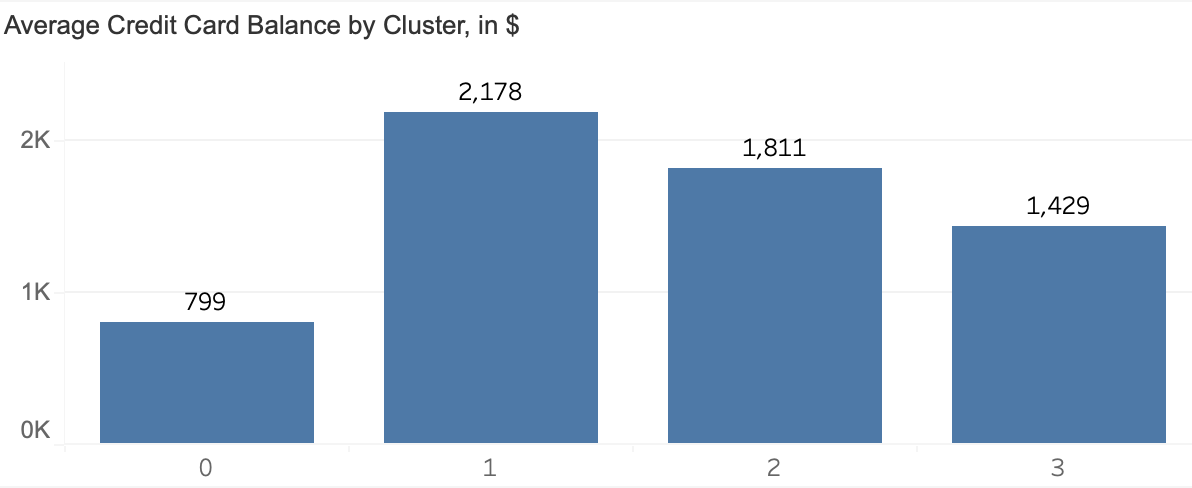 Average Credit Card Balance by Cluster, in $
2,178
2K
1,811
1,429
1K
799
0K
0 1 2 3